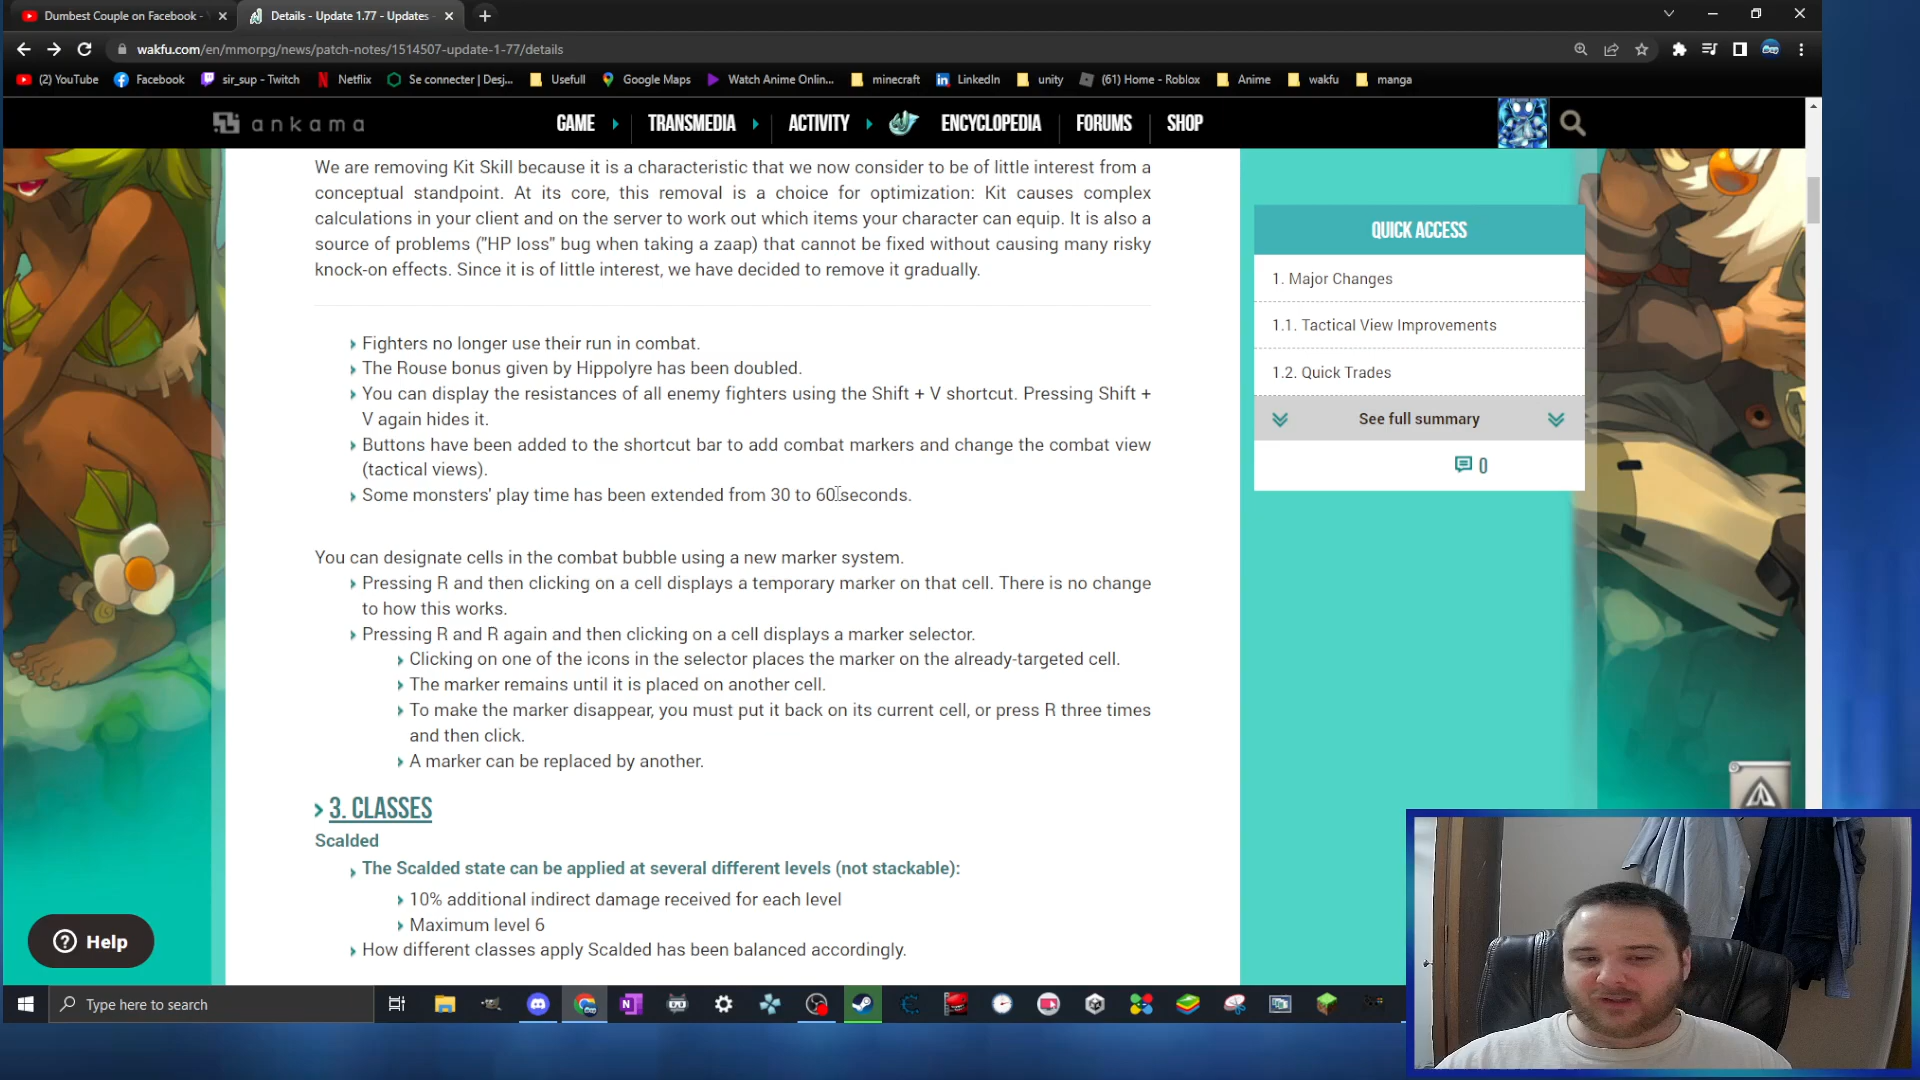 Dumbest Couple on Facebook -
Details - Update 1.77 - Updates
wakfu.com/en/mmorpg/news/patch-notes/1514507-update-1-77/details
(2) YouTube
Facebook
sir_sup - Twitch
Netflix
Se connecter | Desj...
Usefull
Google Maps
Watch Anime Onlin...
minecraft
LinkedIn
unity
(61) Home - Roblox
Anime
wakfu
manga
ankama
GAME
TRANSMEDIA
ACTIVITY
ENCYCLOPEDIA
FORUMS
SHOP
We are removing Kit Skill because it is a characteristic that we now consider to be of little interest from a
conceptual standpoint. At its core, this removal is a choice for optimization: Kit causes complex
calculations in your client and on the server to work out which items your character can equip. It is also a
source of problems ("HP loss" bug when taking a zaap) that cannot be fixed without causing many risky
knock-on effects. Since it is of little interest, we have decided to remove it gradually.
Fighters no longer use their run in combat.
The Rouse bonus given by Hippolyre has been doubled.
You can display the resistances of all enemy fighters using the Shift + V shortcut. Pressing Shift +
V again hides it.
Buttons have been added to the shortcut bar to add combat markers and change the combat view
(tactical views).
Some monsters' play time has been extended from 30 to 60 seconds.
You can designate cells in the combat bubble using a new marker system.
Pressing R and then clicking on a cell displays a temporary marker on that cell. There is no change
to how this works.
Pressing R and R again and then clicking on a cell displays a marker selector.
Clicking on one of the icons in the selector places the marker on the already-targeted cell.
The marker remains until it is placed on another cell.
To make the marker disappear, you must put it back on its current cell, or press R three times
and then click.
A marker can be replaced by another.
3. CLASSES
Scalded
The Scalded state can be applied at several different levels (not stackable):
10% additional indirect damage received for each level
Maximum level 6
How different classes apply Scalded has been balanced accordingly.
QUICK ACCESS
1. Major Changes
1.1. Tactical View Improvements
1.2. Quick Trades
See full summary
0
Help
Type here to search